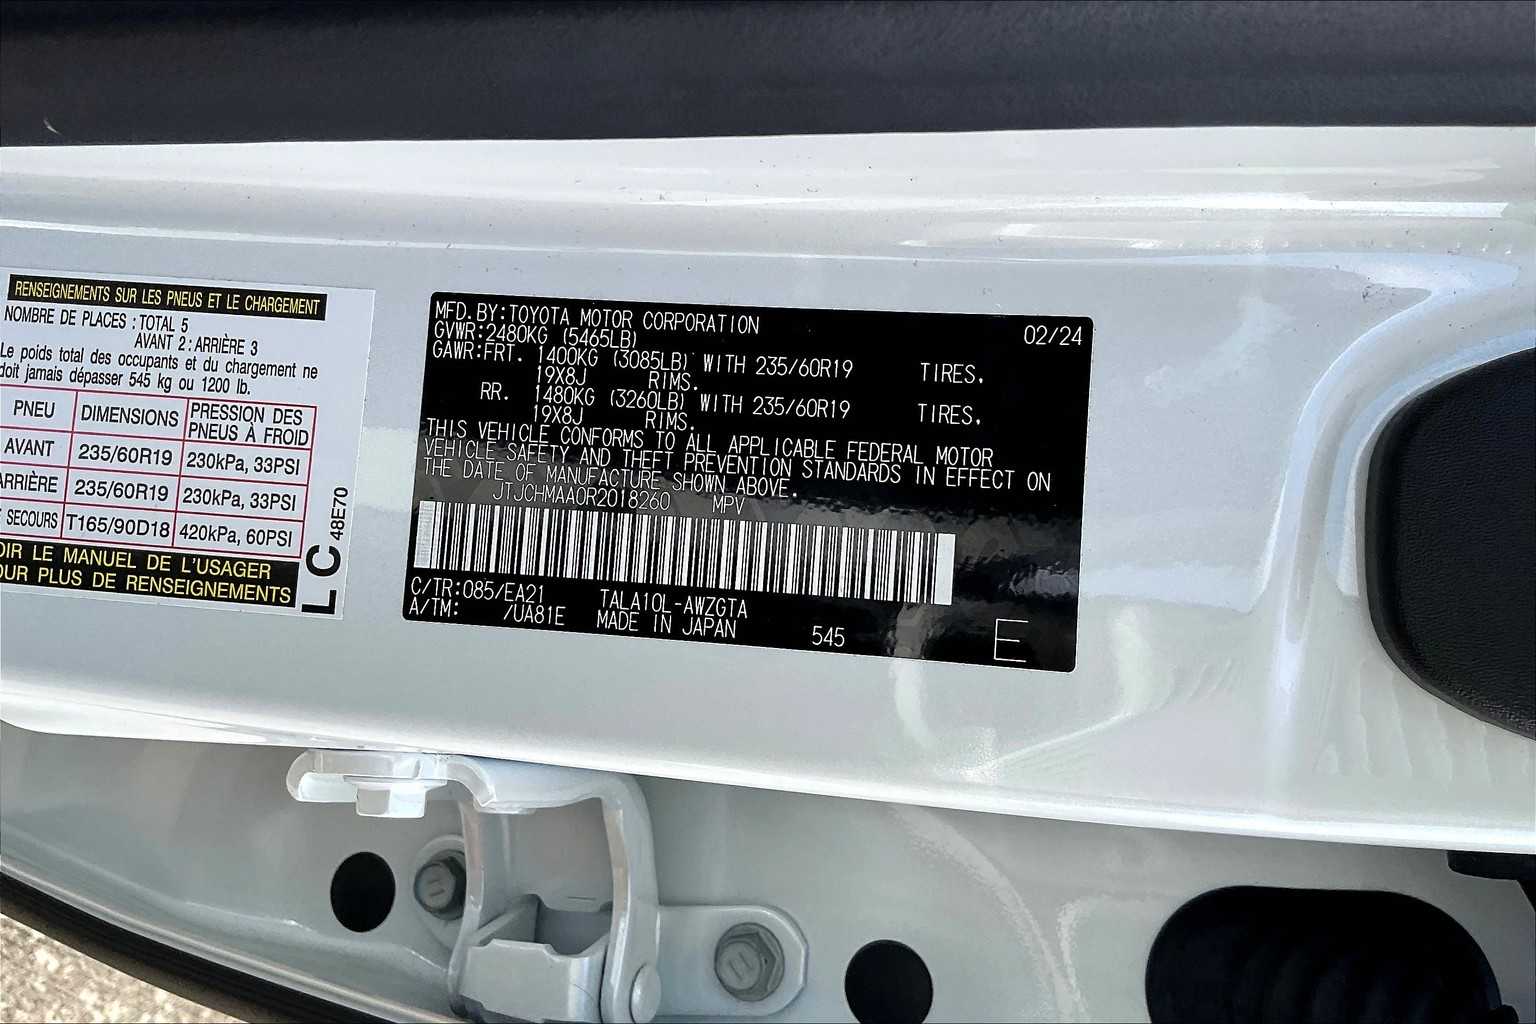 RENSEIGNEMENTS SUR LES PNEUS ET LE CHARGEMENT
NOMBRE DE PLACES : TOTAL 5
AVANT 2 : ARRIÈRE 3
Le poids total des occupants et du chargement ne
doit jamais dépasser 545 kg ou 1200 lb.
PNEU DIMENSIONS PRESSION DES PNEUS À FROID
AVANT 235/60R19 230kPa, 33PSI
ARRIÈRE 235/60R19 230kPa, 33PSI
SECOURS T165/90D18 420kPa, 60PSI
OIR LE MANUEL DE L'USAGER
OUR PLUS DE RENSEIGNEMENTS
LC 48E70
MFD.BY:TOYOTA MOTOR CORPORATION 02/24
GVWR:2480KG (5465LB)
GAWR:FRT. 1400KG (3085LB) WITH 235/60R19 TIRES,
19X8J RIMS.
RR. 1480KG (3260LB) WITH 235/60R19 TIRES,
19X8J RIMS.
THIS VEHICLE CONFORMS TO ALL APPLICABLE FEDERAL MOTOR
VEHICLE SAFETY AND THEFT PREVENTION STANDARDS IN EFFECT ON
THE DATE OF MANUFACTURE SHOWN ABOVE.
JTJCHMAA0R2018260 MPV
C/TR:085/EA21 TALA10L-AWZGTA
A/TM: /UA81E MADE IN JAPAN 545 E